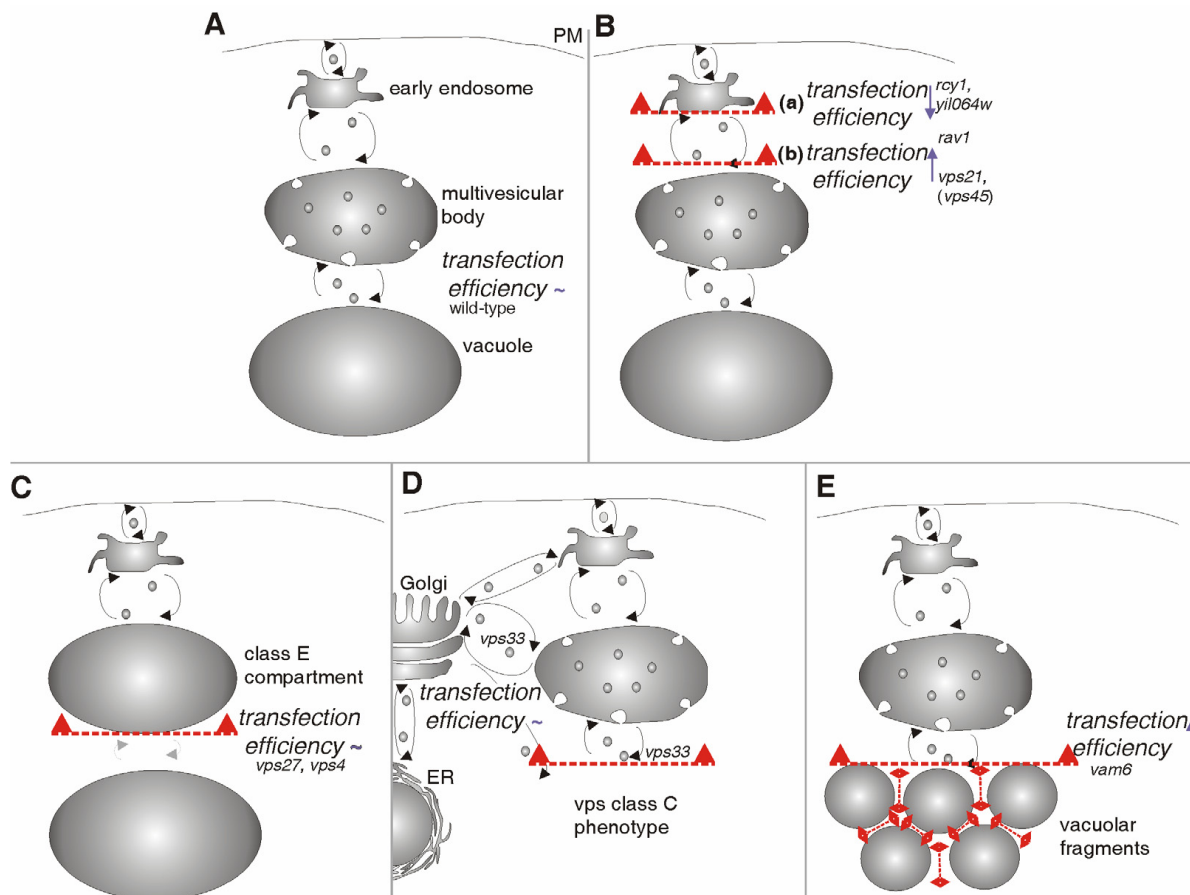 A
PM
early endosome
multivesicular
body
transfection
efficiency ~
wild-type
vacuole
B
(a) transfection
efficiency
rcy1,
yil064w
(b) transfection
efficiency
rav1
vps21,
(vps45)
C
class E
compartment
transfection
efficiency ~
vps27, vps4
D
Golgi
vps33
transfection
efficiency ~
vps33
ER
vps class C
phenotype
E
transfection
efficiency
vam6
vacuolar
fragments